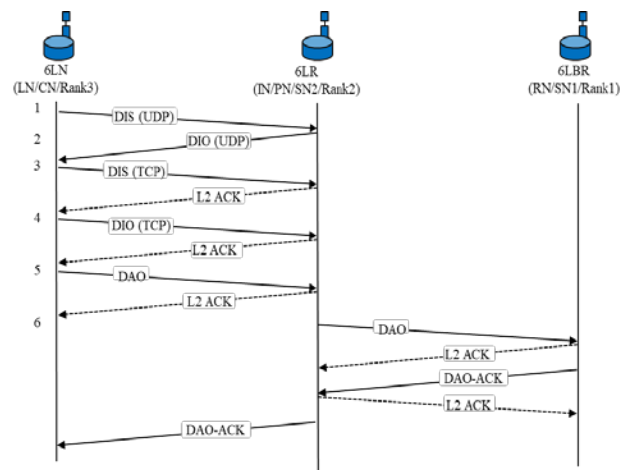 6LN
(LN/CN/Rank3)
6LR
(IN/PN/SN2/Rank2)
6LBR
(RN/SN1/Rank1)
1
DIS (UDP)
2
DIO (UDP)
3
DIS (TCP)
L2 ACK
4
DIO (TCP)
L2 ACK
5
DAO
L2 ACK
6
DAO
L2 ACK
DAO-ACK
L2 ACK
DAO-ACK